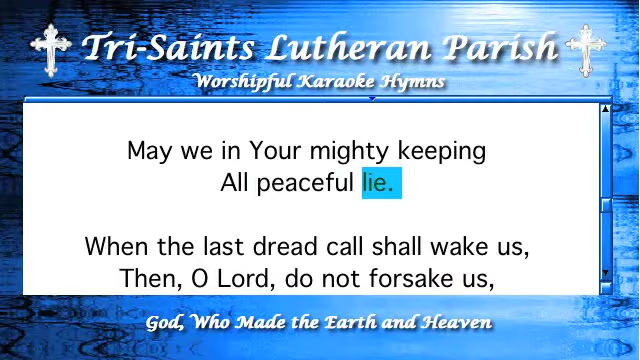 Tri-Saints Lutheran Parish
Worshipful Karaoke Hymns
May we in Your mighty keeping
All peaceful lie.
When the last dread call shall wake us,
Then, O Lord, do not forsake us,
God, Who Made the Earth and Heaven